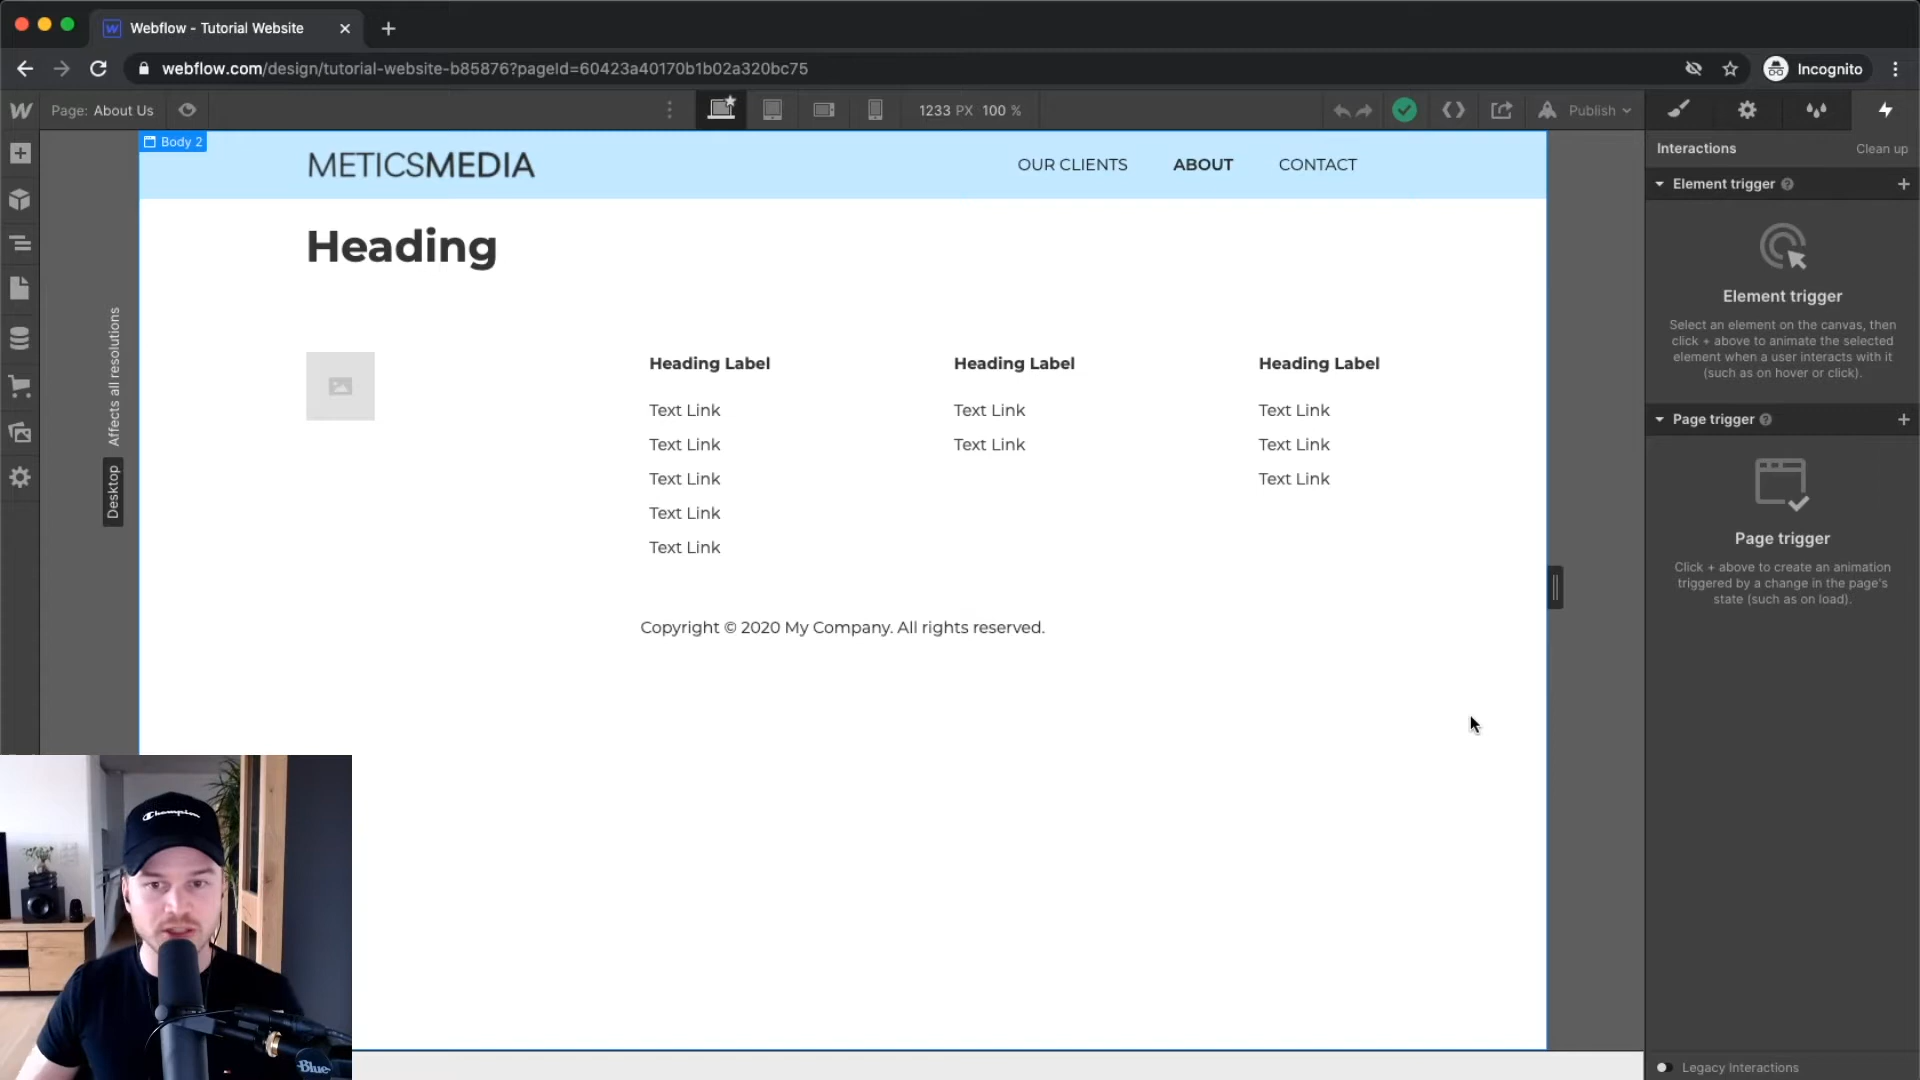 Webflow - Tutorial Website
webflow.com/design/tutorial-website-b85876?pageId=60423a40170b1b02a320bc75
Incognito
Page: About Us
1233 PX 100 %
Publish
Body 2
METICSMEDIA
OUR CLIENTS
ABOUT
CONTACT
Interactions
Clean up
Element trigger
Element trigger
Select an element on the canvas, then
click + above to animate the selected
element when a user interacts with it
(such as on hover or click).
Page trigger
Page trigger
Click + above to create an animation
triggered by a change in the page's
state (such as on load).
Legacy Interactions
Affects all resolutions
Desktop
Heading
Heading Label
Text Link
Text Link
Text Link
Text Link
Text Link
Heading Label
Text Link
Text Link
Heading Label
Text Link
Text Link
Text Link
Copyright © 2020 My Company. All rights reserved.
Champion
Blue